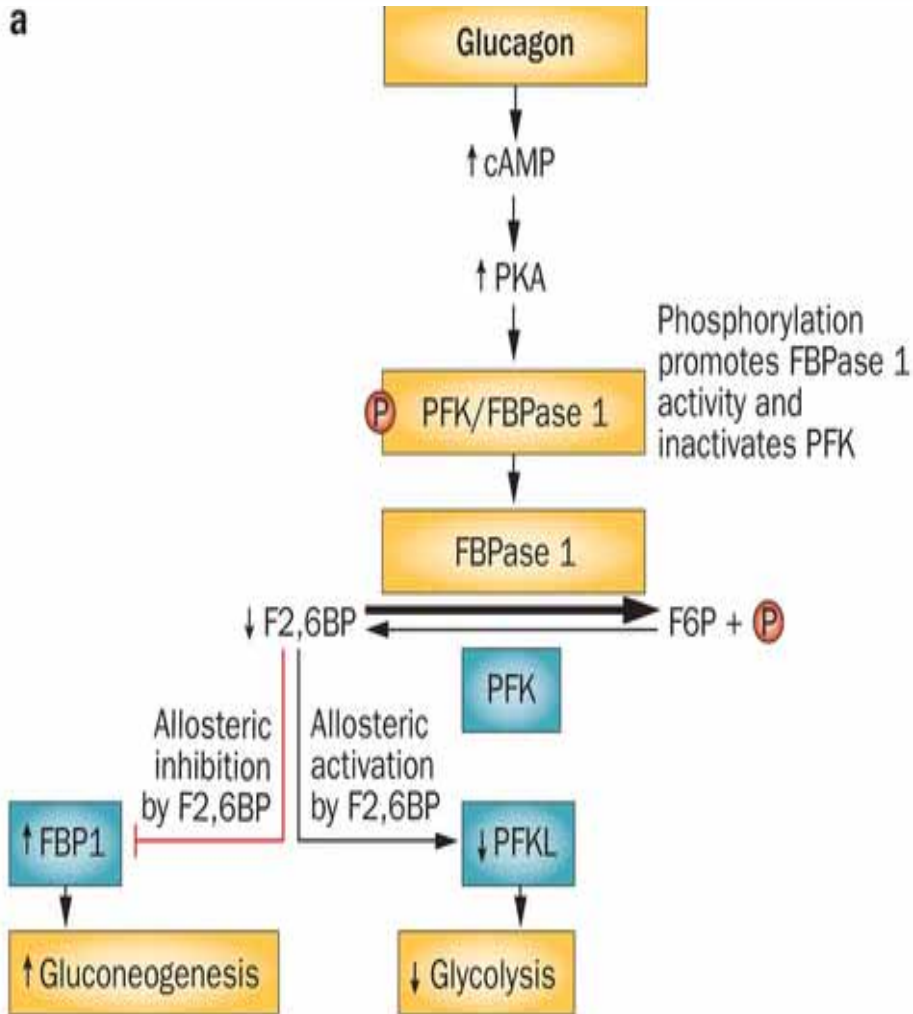 a
Glucagon
↑ cAMP
↑ PKA
P PFK/FBPase 1
Phosphorylation
promotes FBPase 1
activity and
inactivates PFK
FBPase 1
↓ F2,6BP
F6P + P
PFK
Allosteric
inhibition
by F2,6BP
Allosteric
activation
by F2,6BP
↑ FBP1
↓ PFKL
↑ Gluconeogenesis
↓ Glycolysis